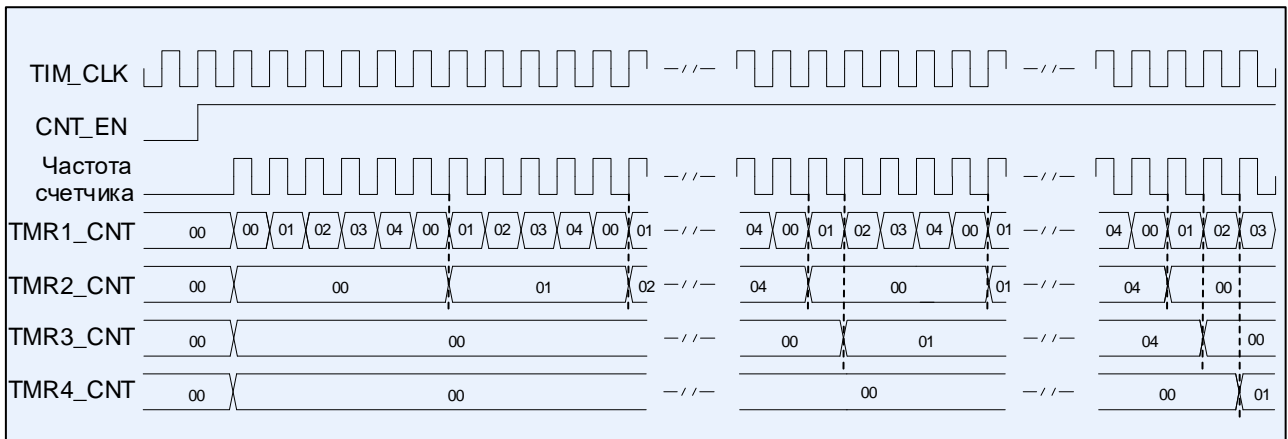 TIM_CLK
CNT_EN
Частота
счетчика
TMR1_CNT 00 00 01 02 03 04 00 01 02 03 04 00 01 04 00 01 02 03 04 00 01 04 00 01 02 03
TMR2_CNT 00 00 01 02 04 00 01 04 00
TMR3_CNT 00 00 00 01 04 00
TMR4_CNT 00 00 00 00 01